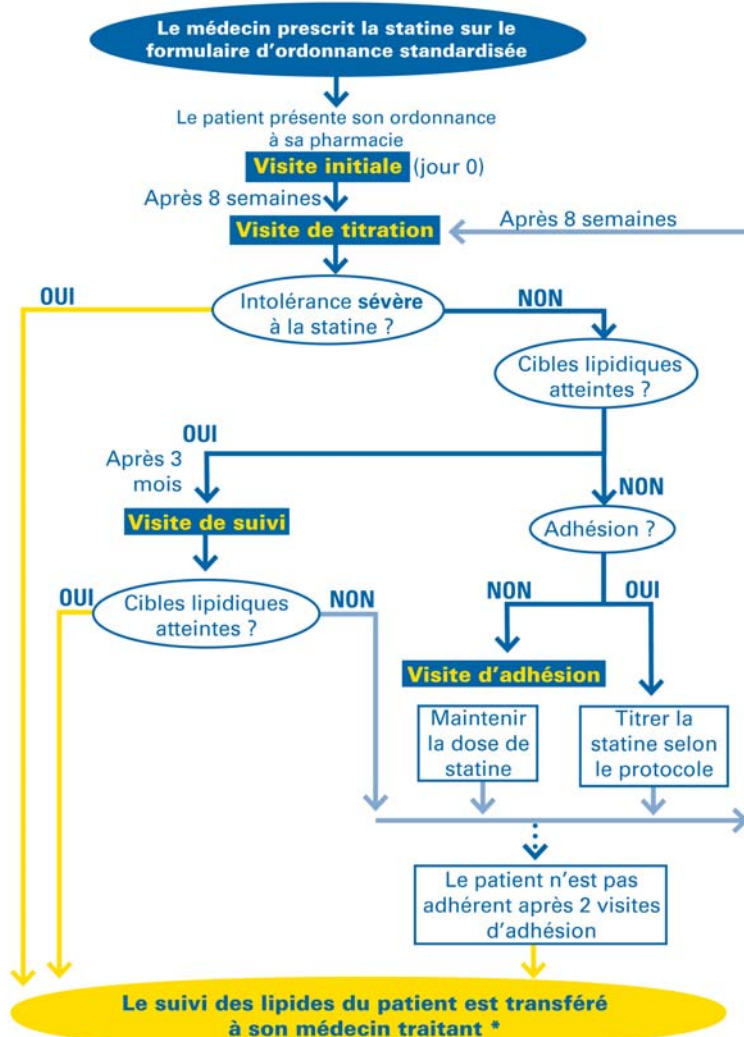 Le médecin prescrit la statine sur le
formulaire d'ordonnance standardisée
Le patient présente son ordonnance
à sa pharmacie
Visite initiale (jour 0)
Après 8 semaines
Visite de titration
Après 8 semaines
OUI
Intolérance sévère
à la statine ?
NON
Cibles lipidiques
atteintes ?
OUI
Après 3
mois
NON
Visite de suivi
Adhésion ?
OUI
Cibles lipidiques
atteintes ?
NON
NON
OUI
Visite d'adhésion
Maintenir
la dose de
statine
Titrer la
statine selon
le protocole
Le patient n'est pas
adhérent après 2 visites
d'adhésion
Le suivi des lipides du patient est transféré
à son médecin traitant *